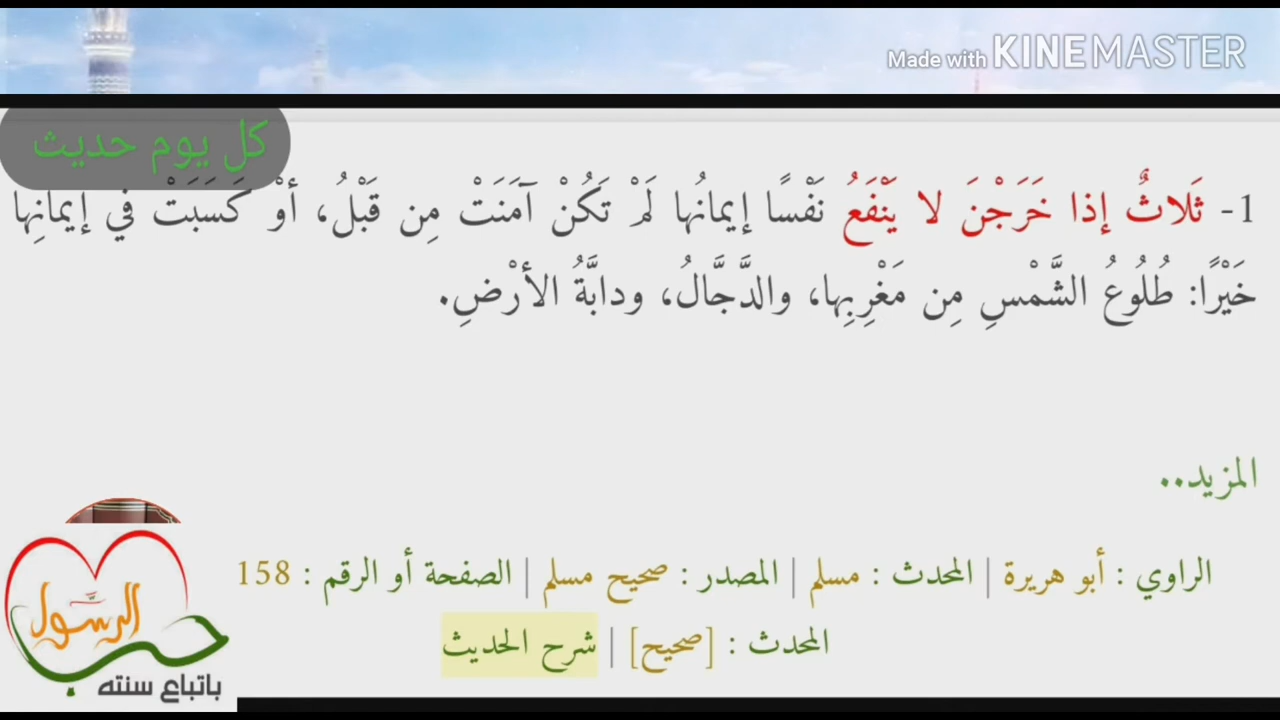 Made with KINEMASTER
كل يوم حديث
1- ثَلاثٌ إذا خَرَجْنَ لا يَنْفَعُ نَفْسًا إيمانُها لَمْ تَكُنْ آمَنَتْ مِن قَبْلُ، أوْ كَسَبَتْ في إيمانِها
خَيْرًا: طُلُوعُ الشَّمْسِ مِن مَغْرِبِها، والدَّجَّالُ، ودابَّةُ الأرْضِ.
المزيد..
الراوي : أبو هريرة | المحدث : مسلم | المصدر : صحيح مسلم | الصفحة أو الرقم : 158
المحدث : [صحيح] | شرح الحديث
حب الرسول
باتباع سنته